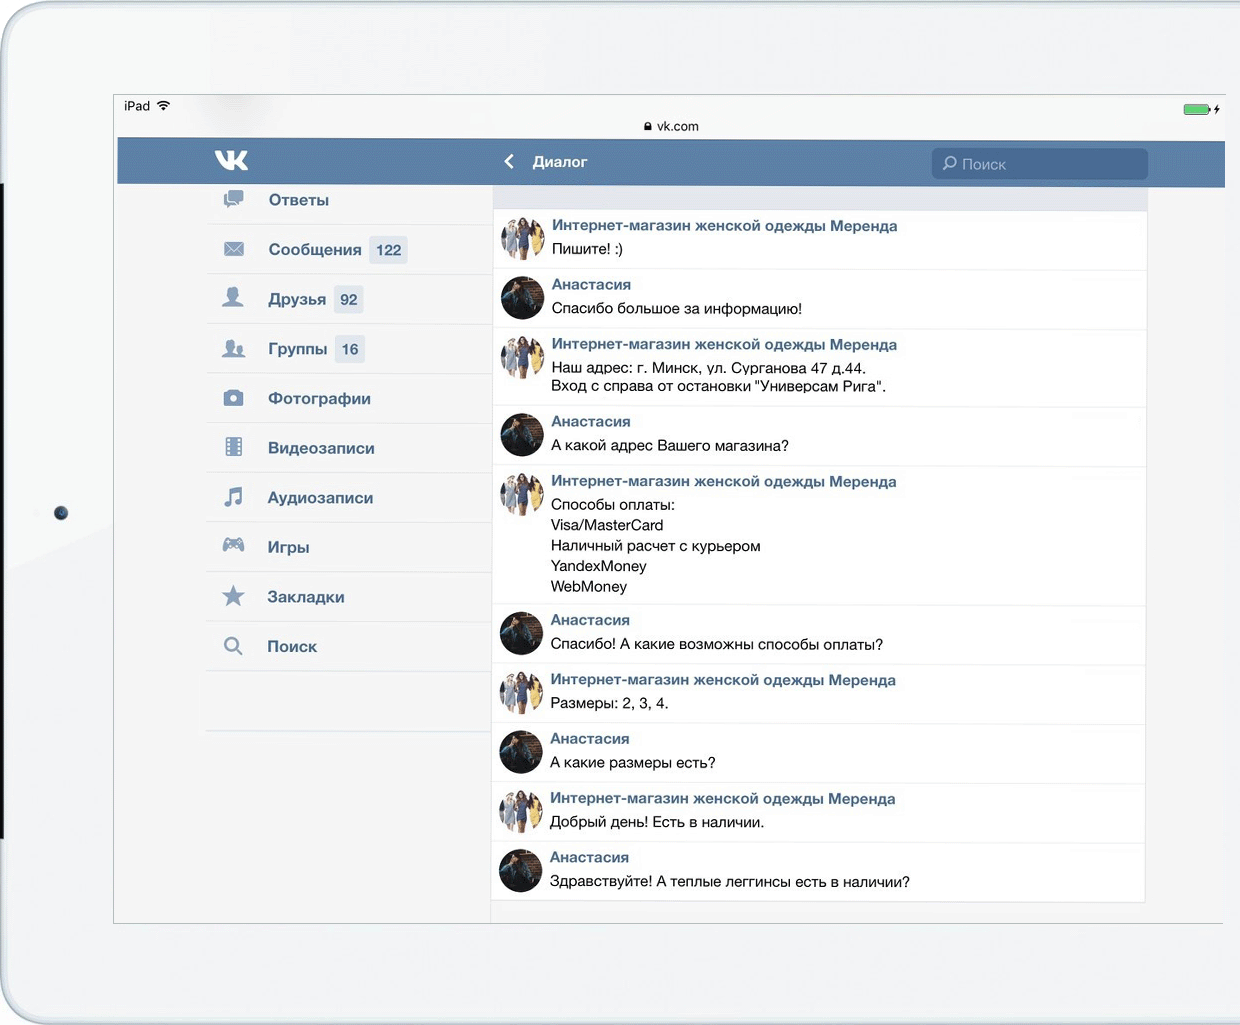 iPad
vk.com
Диалог
Поиск
Ответы
Сообщения 122
Друзья 92
Группы 16
Фотографии
Видеозаписи
Аудиозаписи
Игры
Закладки
Поиск
Интернет-магазин женской одежды Меренда
Пишите! :)
Анастасия
Спасибо большое за информацию!
Интернет-магазин женской одежды Меренда
Наш адрес: г. Минск, ул. Сурганова 47 д.44.
Вход с справа от остановки "Универсам Рига".
Анастасия
А какой адрес Вашего магазина?
Интернет-магазин женской одежды Меренда
Способы оплаты:
Visa/MasterCard
Наличный расчет с курьером
YandexMoney
WebMoney
Анастасия
Спасибо! А какие возможны способы оплаты?
Интернет-магазин женской одежды Меренда
Размеры: 2, 3, 4.
Анастасия
А какие размеры есть?
Интернет-магазин женской одежды Меренда
Добрый день! Есть в наличии.
Анастасия
Здравствуйте! А теплые леггинсы есть в наличии?